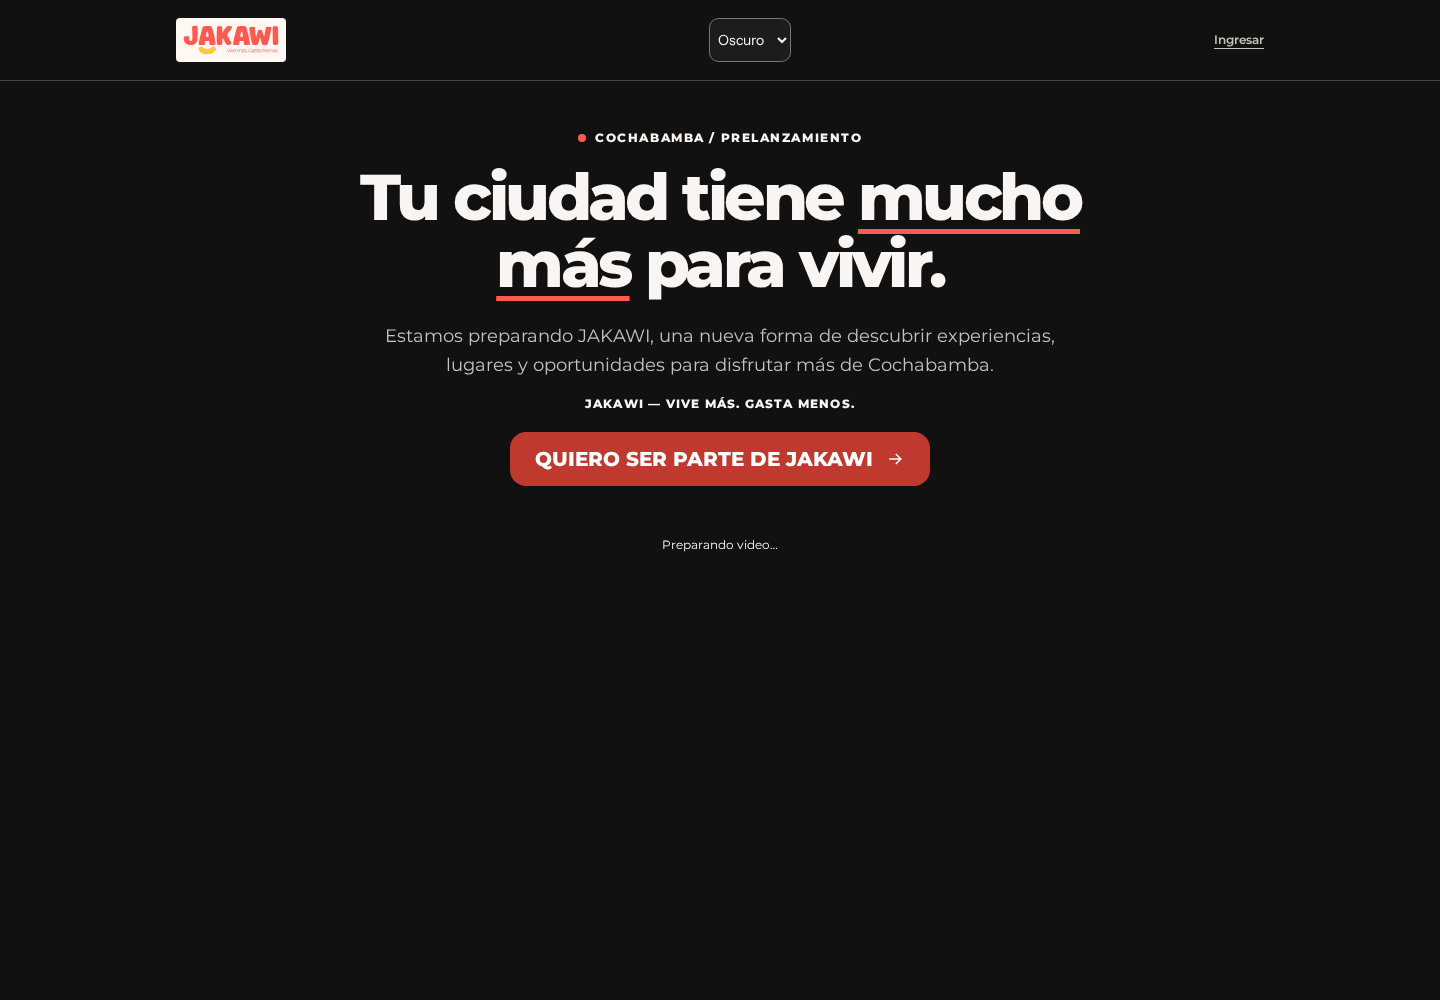 JAKAWI
Vive más. Gasta menos.
Oscuro
Ingresar
COCHABAMBA / PRELANZAMIENTO
Tu ciudad tiene mucho
más para vivir.
Estamos preparando JAKAWI, una nueva forma de descubrir experiencias,
lugares y oportunidades para disfrutar más de Cochabamba.
JAKAWI — VIVE MÁS. GASTA MENOS.
QUIERO SER PARTE DE JAKAWI →
Preparando video...